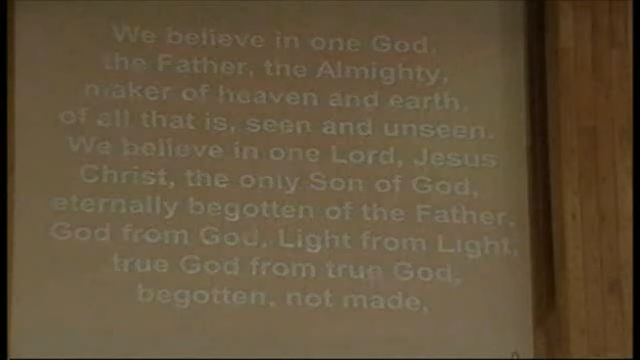 We believe in one God,
the Father, the Almighty,
maker of heaven and earth,
of all that is, seen and unseen.
We believe in one Lord, Jesus
Christ, the only Son of God,
eternally begotten of the Father,
God from God, Light from Light,
true God from true God,
begotten, not made,